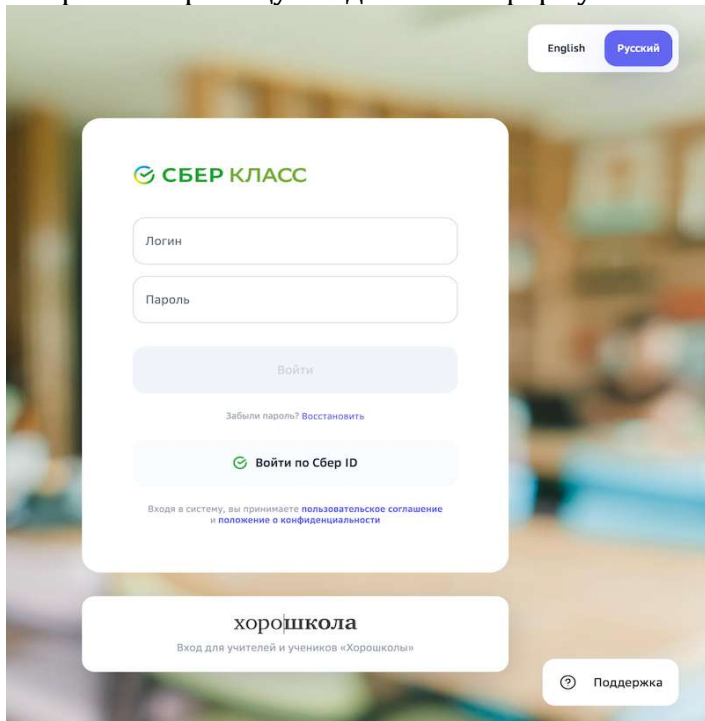 English
Русский
СБЕР КЛАСС
Логин
Пароль
Войти
Забыли пароль? Восстановить
Войти по Сбер ID
Входя в систему, вы принимаете пользовательское соглашение
и положение о конфиденциальности
хорошкола
Вход для учителей и учеников «Хорошколы»
Поддержка